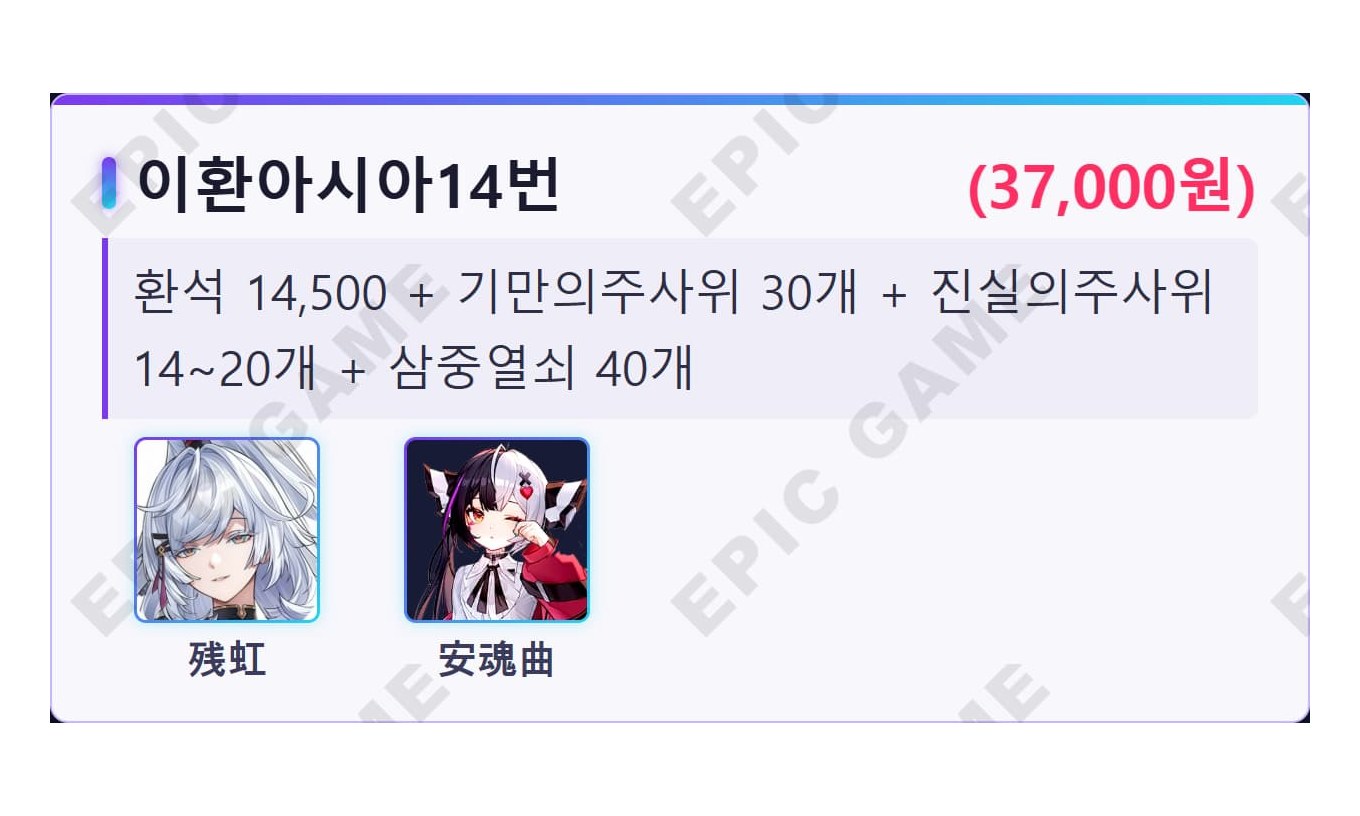 이환아시아14번
(37,000원)
환석 14,500 + 기만의주사위 30개 + 진실의주사위
14~20개 + 삼중열쇠 40개
残虹
安魂曲
EPIC GAME